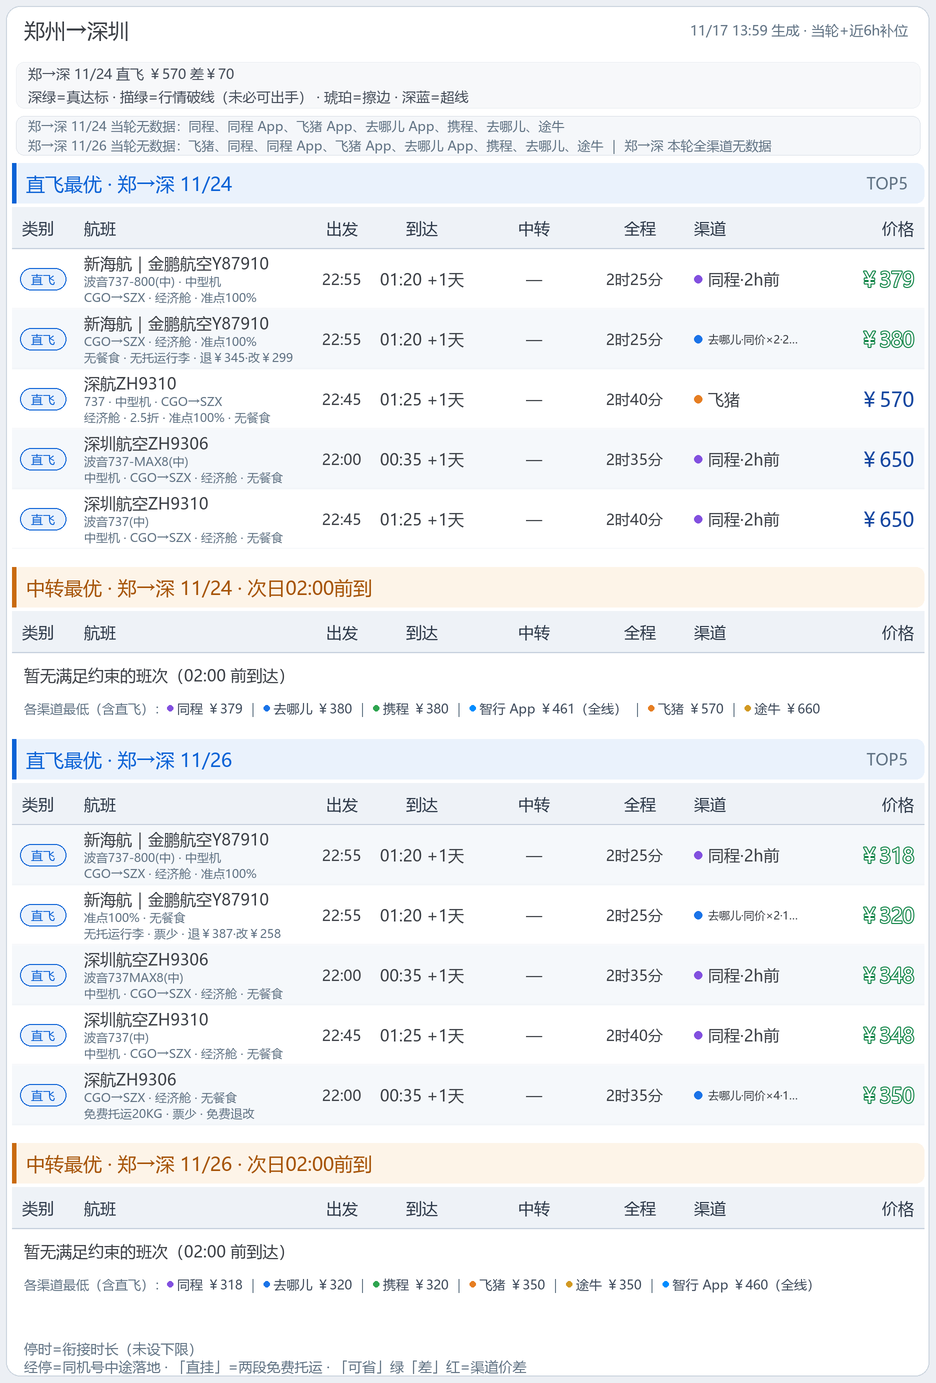 郑州→深圳
11/17 13:59 生成 · 当轮+近6h补位
郑→深 11/24 直飞 ￥570 差￥70
深绿=真达标 · 描绿=行情破线（未必可出手） · 琥珀=擦边 · 深蓝=超线
郑→深 11/24 当轮无数据：同程、同程 App、飞猪 App、去哪儿 App、携程、去哪儿、途牛
郑→深 11/26 当轮无数据：飞猪、同程、同程 App、飞猪 App、去哪儿 App、携程、去哪儿、途牛 | 郑→深 本轮全渠道无数据
直飞最优 · 郑→深 11/24 TOP5
类别 航班 出发 到达 中转 全程 渠道 价格
新海航 | 金鹏航空Y87910
波音737-800(中) · 中型机
直飞 22:55 01:20 +1天 — 2时25分 同程·2h前 ￥379
CGO→SZX · 经济舱 · 准点100%
新海航 | 金鹏航空Y87910
CGO→SZX · 经济舱 · 准点100%
直飞 22:55 01:20 +1天 — 2时25分 去哪儿·同价×2·2... ￥380
无餐食 · 无托运行李 · 退￥345·改￥299
深航ZH9310
737 · 中型机 · CGO→SZX
直飞 22:45 01:25 +1天 — 2时40分 飞猪 ￥570
经济舱 · 2.5折 · 准点100% · 无餐食
深圳航空ZH9306
波音737-MAX8(中)
直飞 22:00 00:35 +1天 — 2时35分 同程·2h前 ￥650
中型机 · CGO→SZX · 经济舱 · 无餐食
深圳航空ZH9310
波音737(中)
直飞 22:45 01:25 +1天 — 2时40分 同程·2h前 ￥650
中型机 · CGO→SZX · 经济舱 · 无餐食
中转最优 · 郑→深 11/24 · 次日02:00前到
类别 航班 出发 到达 中转 全程 渠道 价格
暂无满足约束的班次（02:00 前到达）
各渠道最低（含直飞）: 同程 ￥379 | 去哪儿 ￥380 | 携程 ￥380 | 智行 App ￥461（全线） | 飞猪 ￥570 | 途牛 ￥660
直飞最优 · 郑→深 11/26 TOP5
类别 航班 出发 到达 中转 全程 渠道 价格
新海航 | 金鹏航空Y87910
波音737-800(中) · 中型机
直飞 22:55 01:20 +1天 — 2时25分 同程·2h前 ￥318
CGO→SZX · 经济舱 · 准点100%
新海航 | 金鹏航空Y87910
准点100% · 无餐食
直飞 22:55 01:20 +1天 — 2时25分 去哪儿·同价×2·1... ￥320
无托运行李 · 票少 · 退￥387·改￥258
深圳航空ZH9306
波音737MAX8(中)
直飞 22:00 00:35 +1天 — 2时35分 同程·2h前 ￥348
中型机 · CGO→SZX · 经济舱 · 无餐食
深圳航空ZH9310
波音737(中)
直飞 22:45 01:25 +1天 — 2时40分 同程·2h前 ￥348
中型机 · CGO→SZX · 经济舱 · 无餐食
深航ZH9306
CGO→SZX · 经济舱 · 无餐食
直飞 22:00 00:35 +1天 — 2时35分 去哪儿·同价×4·1... ￥350
免费托运20KG · 票少 · 免费退改
中转最优 · 郑→深 11/26 · 次日02:00前到
类别 航班 出发 到达 中转 全程 渠道 价格
暂无满足约束的班次（02:00 前到达）
各渠道最低（含直飞）: 同程 ￥318 | 去哪儿 ￥320 | 携程 ￥320 | 飞猪 ￥350 | 途牛 ￥350 | 智行 App ￥460（全线）
停时=衔接时长（未设下限）
经停=同机号中途落地 · 「直挂」=两段免费托运 · 「可省」绿「差」红=渠道价差